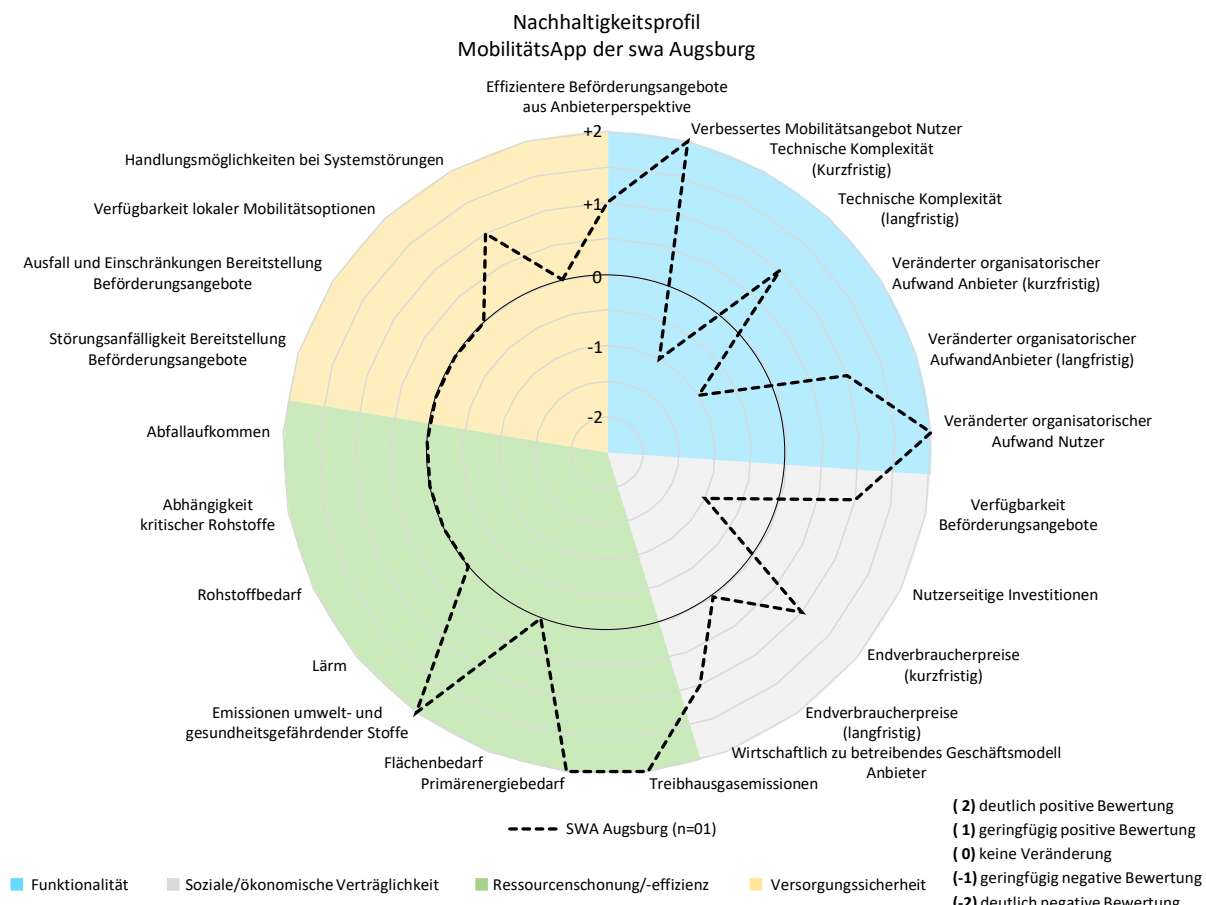 Nachhaltigkeitsprofil
MobilitätsApp der swa Augsburg
Effizientere Beförderungsangebote
aus Anbieterperspektive
Verbessertes Mobilitätsangebot Nutzer
Technische Komplexität
(Kurzfristig)
Technische Komplexität
(langfristig)
Veränderter organisatorischer
Aufwand Anbieter (kurzfristig)
Veränderter organisatorischer
AufwandAnbieter (langfristig)
Veränderter organisatorischer
Aufwand Nutzer
Verfügbarkeit
Beförderungsangebote
Nutzerseitige Investitionen
Endverbraucherpreise
(kurzfristig)
Endverbraucherpreise
(langfristig)
Wirtschaftlich zu betreibendes Geschäftsmodell
Anbieter
Treibhausgasemissionen
Primärenergiebedarf
Flächenbedarf
Emissionen umwelt- und
gesundheitsgefährdender Stoffe
Lärm
Rohstoffbedarf
Abhängigkeit
kritischer Rohstoffe
Abfallaufkommen
Störungsanfälligkeit Bereitstellung
Beförderungsangebote
Ausfall und Einschränkungen Bereitstellung
Beförderungsangebote
Verfügbarkeit lokaler Mobilitätsoptionen
Handlungsmöglichkeiten bei Systemstörungen
+2
+1
0
-1
-2
SWA Augsburg (n=01)
( 2) deutlich positive Bewertung
( 1) geringfügig positive Bewertung
( 0) keine Veränderung
(-1) geringfügig negative Bewertung
(-2) deutlich negative Bewertung
Funktionalität
Soziale/ökonomische Verträglichkeit
Ressourcenschonung/-effizienz
Versorgungssicherheit